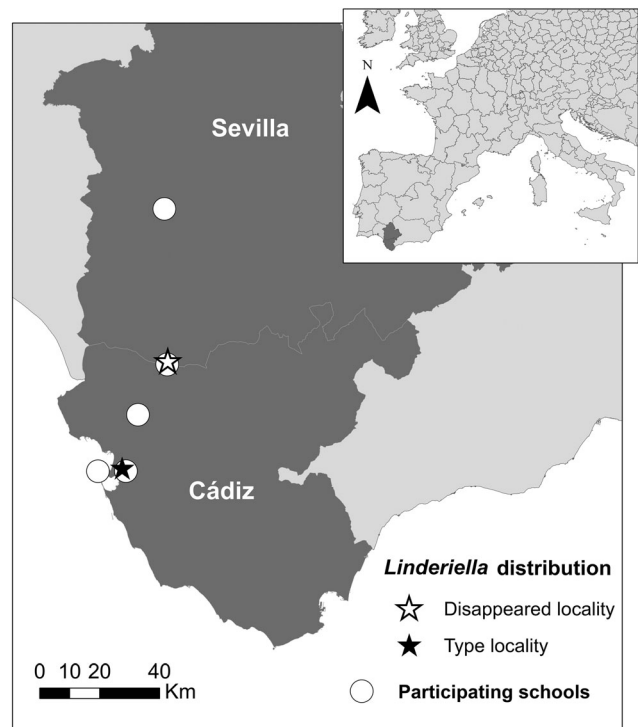 N
Sevilla
Cádiz
Linderiella distribution
Disappeared locality
Type locality
Participating schools
0 10 20 40
Km